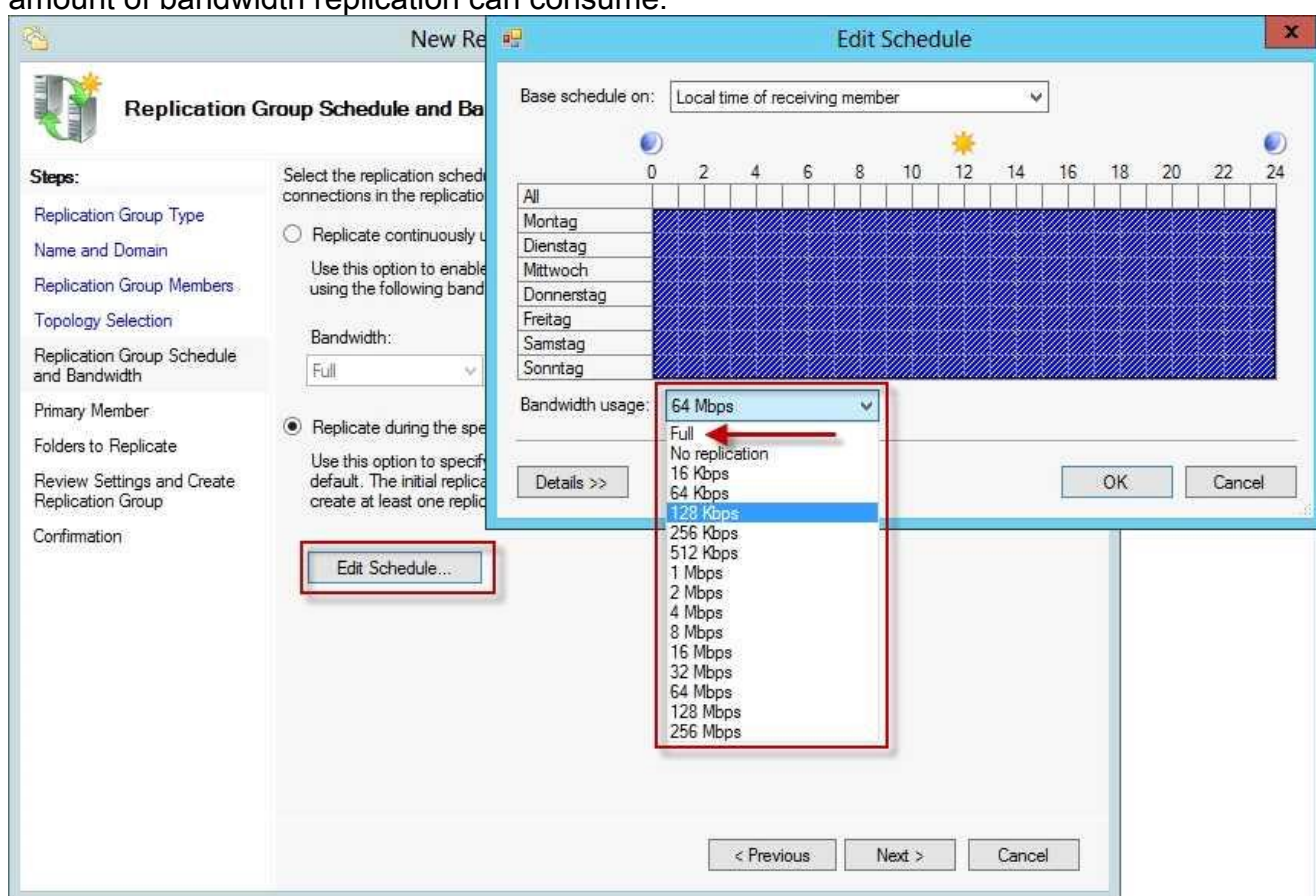 amount of bandwidth replication can consume.
New Re
Replication Group Schedule and Ba
Steps:
Replication Group Type
Name and Domain
Replication Group Members
Topology Selection
Replication Group Schedule
and Bandwidth
Primary Member
Folders to Replicate
Review Settings and Create
Replication Group
Confirmation
Select the replication sched
connections in the replicatio
Replicate continuously u
Use this option to enable
using the following band
Bandwidth:
Full
Replicate during the spe
Use this option to specify
default. The initial replica
create at least one replic
Edit Schedule...
< Previous
Next >
Cancel
Edit Schedule
x
Base schedule on:
Local time of receiving member
0 2 4 6 8 10 12 14 16 18 20 22 24
All
Montag
Dienstag
Mittwoch
Donnerstag
Freitag
Samstag
Sonntag
Bandwidth usage:
64 Mbps
Full
No replication
16 Kbps
64 Kbps
128 Kbps
256 Kbps
512 Kbps
1 Mbps
2 Mbps
4 Mbps
8 Mbps
16 Mbps
32 Mbps
64 Mbps
128 Mbps
256 Mbps
Details >>
OK
Cancel